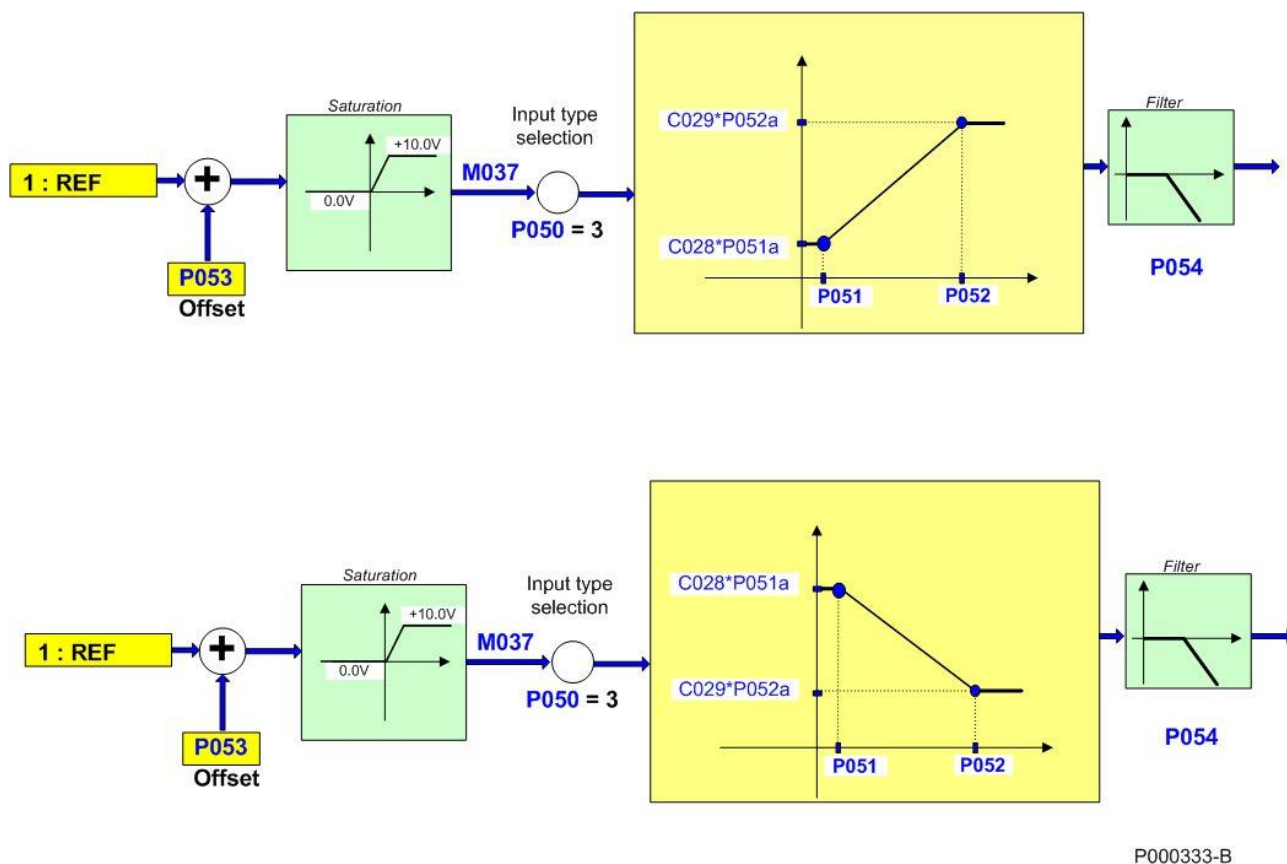 Saturation
Input type
selection
Filter
+10.0V
C029*P052a
1 : REF
+
M037
0.0V
P050 = 3
C028*P051a
P053
Offset
P051
P052
P054
Saturation
Input type
selection
Filter
+10.0V
C028*P051a
1 : REF
+
M037
0.0V
P050 = 3
C029*P052a
P053
Offset
P051
P052
P054
P000333-B